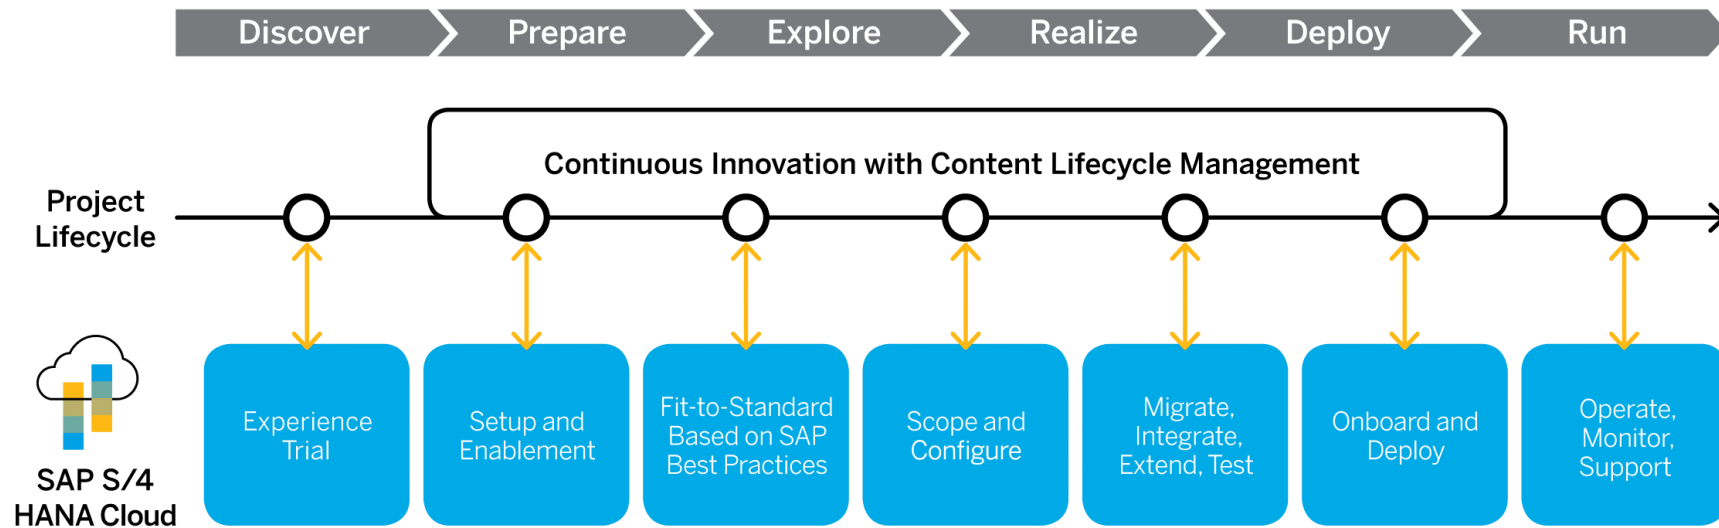 Discover
Prepare
Explore
Realize
Deploy
Run
Continuous Innovation with Content Lifecycle Management
Project
Lifecycle
Experience
Trial
Setup and
Enablement
Fit-to-Standard
Based on SAP
Best Practices
Scope and
Configure
Migrate,
Integrate,
Extend, Test
Onboard and
Deploy
Operate,
Monitor,
Support
SAP S/4
HANA Cloud